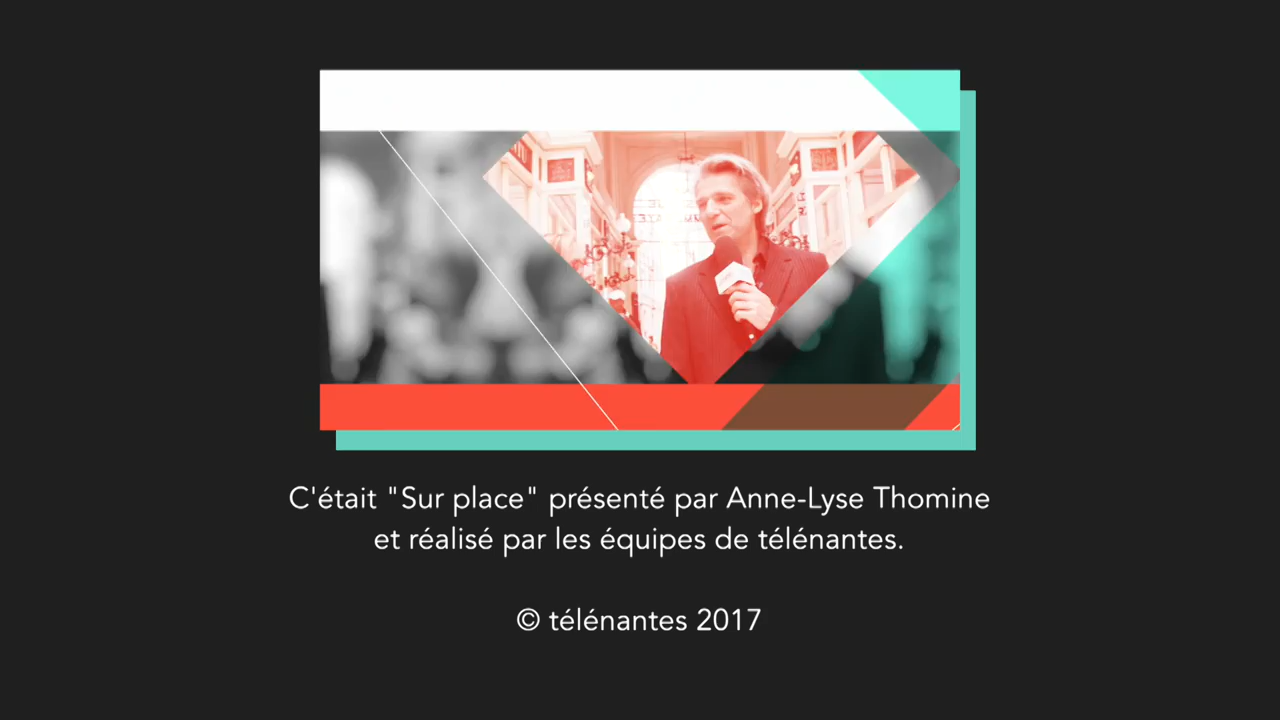 C'était "Sur place" présenté par Anne-Lyse Thomine
et réalisé par les équipes de télénantes.
© télénantes 2017